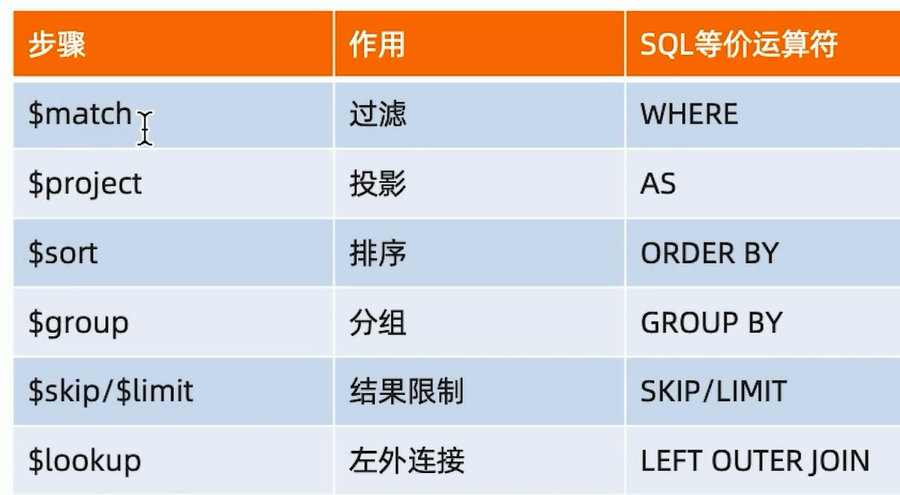 步骤 作用 SQL等价运算符
$match 过滤 WHERE
$project 投影 AS
$sort 排序 ORDER BY
$group 分组 GROUP BY
$skip/$limit 结果限制 SKIP/LIMIT
$lookup 左外连接 LEFT OUTER JOIN